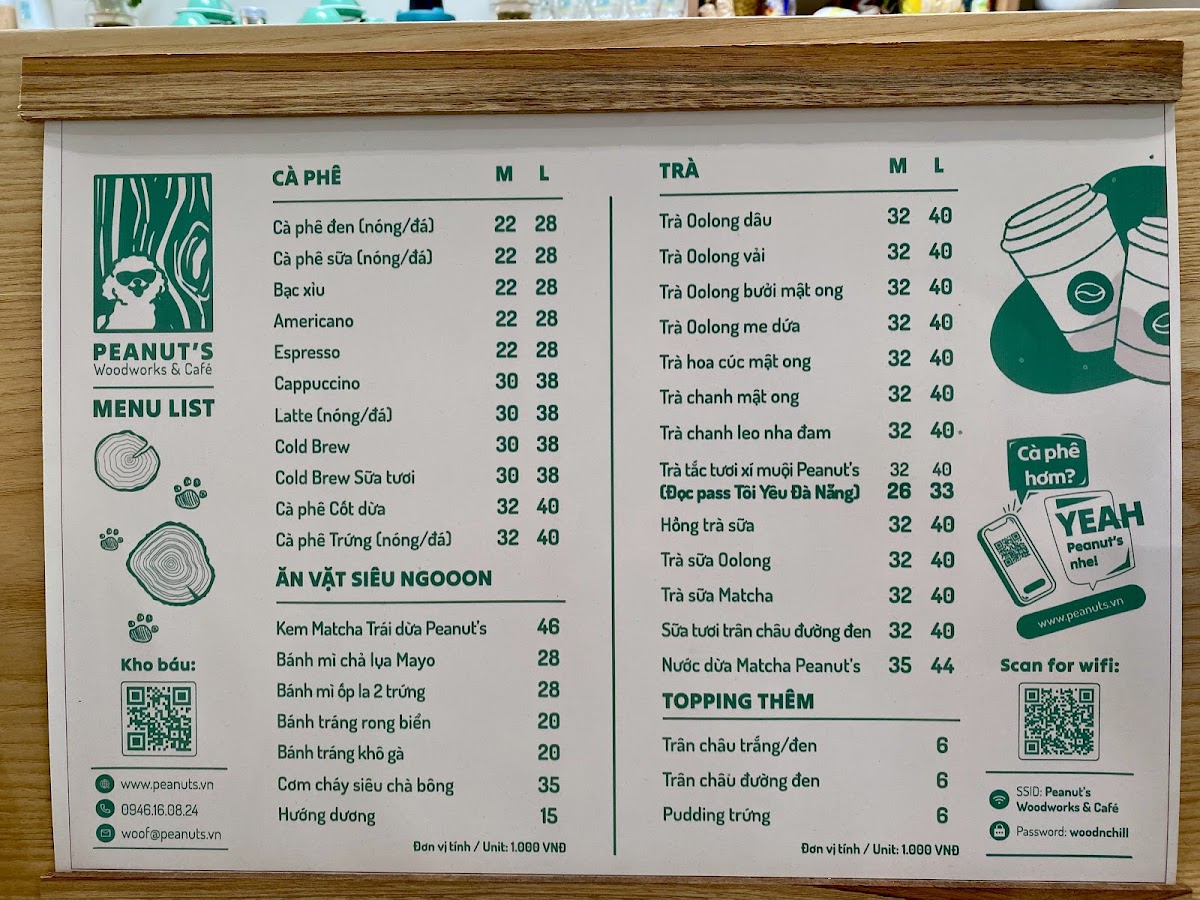 PEANUT'S
Woodworks & Café
MENU LIST
Kho báu:
www.peanuts.vn
0946.16.08.24
woof@peanuts.vn
CÀ PHÊ M L
Cà phê đen (nóng/đá) 22 28
Cà phê sữa (nóng/đá) 22 28
Bạc xỉu 22 28
Americano 22 28
Espresso 22 28
Cappuccino 30 38
Latte (nóng/đá) 30 38
Cold Brew 30 38
Cold Brew Sữa tươi 30 38
Cà phê Cốt dừa 32 40
Cà phê Trứng (nóng/đá) 32 40
ĂN VẶT SIÊU NGOOON
Kem Matcha Trái dừa Peanut's 46
Bánh mì chả lụa Mayo 28
Bánh mì ốp la 2 trứng 28
Bánh tráng rong biển 20
Bánh tráng khô gà 20
Cơm cháy siêu chà bông 35
Hướng dương 15
Đơn vị tính / Unit: 1.000 VNĐ
TRÀ M L
Trà Oolong dâu 32 40
Trà Oolong vải 32 40
Trà Oolong bưởi mật ong 32 40
Trà Oolong me dứa 32 40
Trà hoa cúc mật ong 32 40
Trà chanh mật ong 32 40
Trà chanh leo nha đam 32 40
Trà tắc tươi xí muội Peanut's 32 40
(Đọc pass Tôi Yêu Đà Nẵng) 26 33
Hồng trà sữa 32 40
Trà sữa Oolong 32 40
Trà sữa Matcha 32 40
Sữa tươi trân châu đường đen 32 40
Nước dừa Matcha Peanut's 35 44
TOPPING THÊM
Trân châu trắng/đen 6
Trân châu đường đen 6
Pudding trứng 6
Đơn vị tính / Unit: 1.000 VNĐ
Cà phê
hơm?
YEAH
Peanut's
nhe!
www.peanuts.vn
Scan for wifi:
SSID: Peanut's
Woodworks & Café
Password: woodnchill